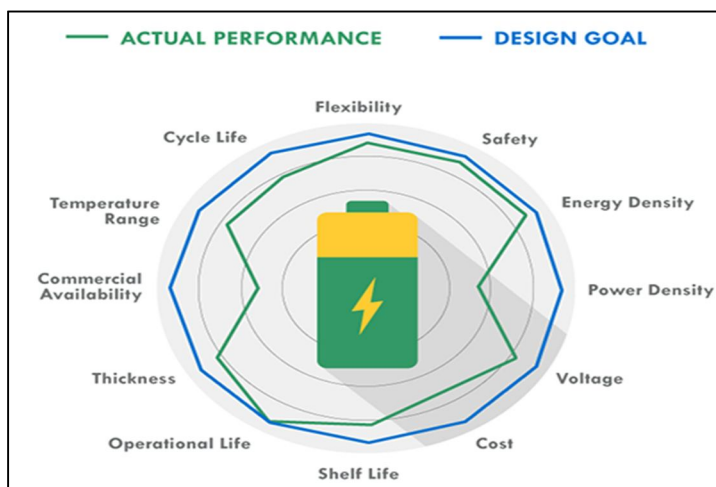 ACTUAL PERFORMANCE
DESIGN GOAL
Flexibility
Cycle Life
Safety
Temperature
Range
Energy Density
Commercial
Availability
Power Density
Thickness
Voltage
Operational Life
Cost
Shelf Life